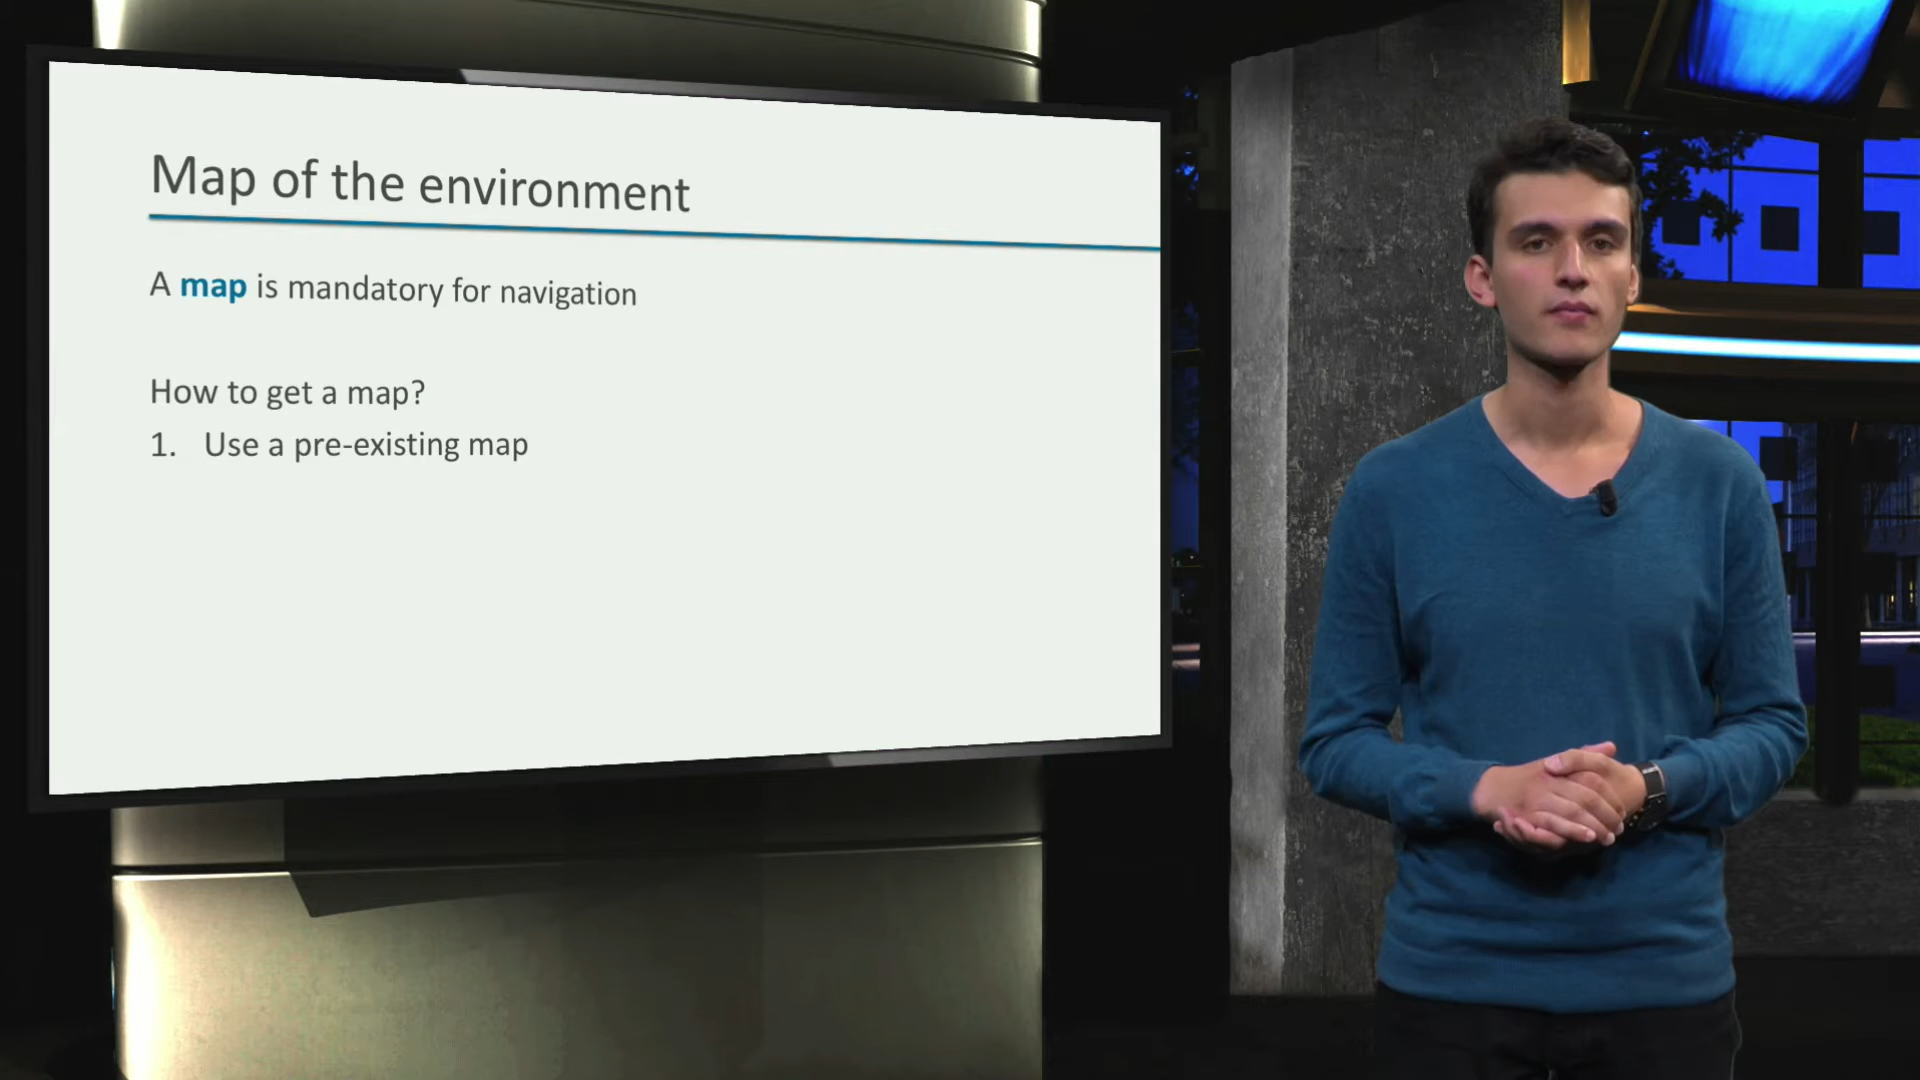 Map of the environment
A map is mandatory for navigation
How to get a map?
1. Use a pre-existing map